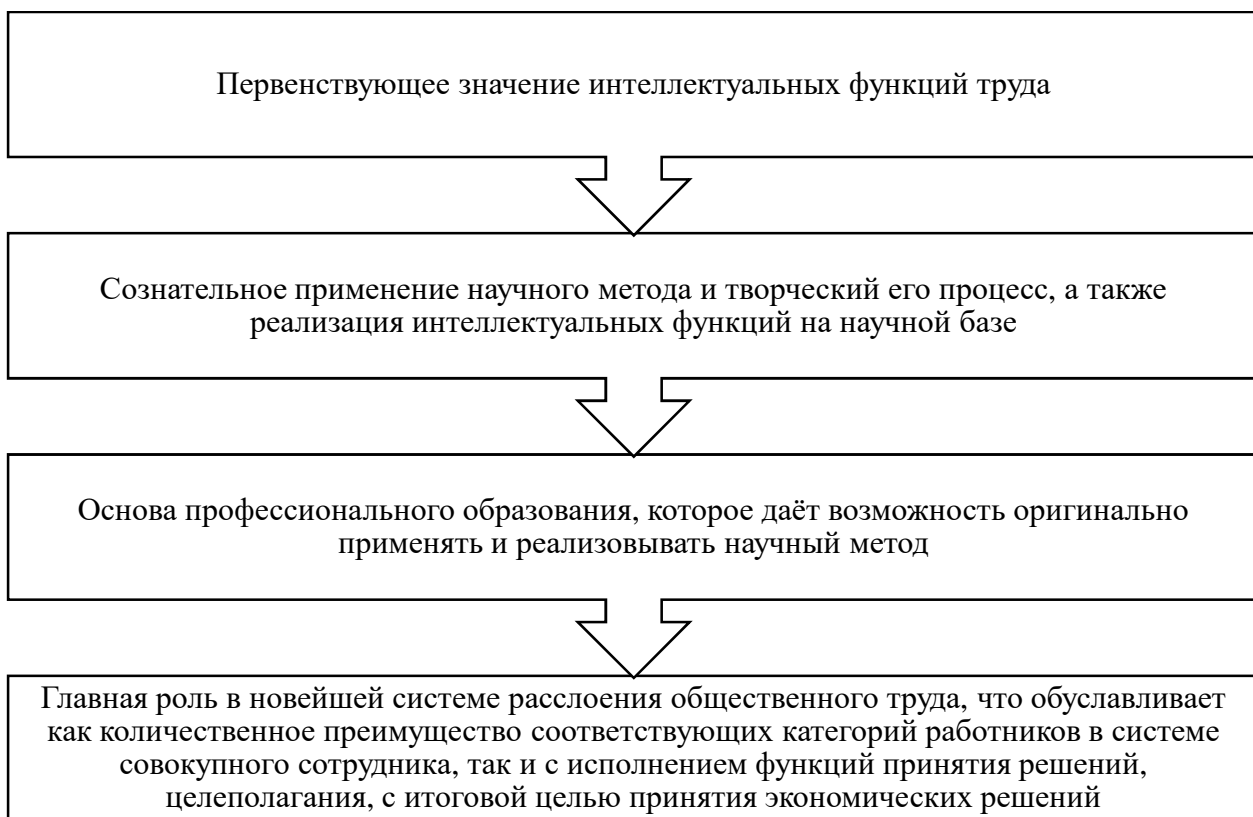 Первенствующее значение интеллектуальных функций труда
Сознательное применение научного метода и творческий его процесс, а также
реализация интеллектуальных функций на научной базе
Основа профессионального образования, которое даёт возможность оригинально
применять и реализовывать научный метод
Главная роль в новейшей системе расслоения общественного труда, что обуславливает
как количественное преимущество соответствующих категорий работников в системе
совокупного сотрудника, так и с исполнением функций принятия решений,
целеполагания, с итоговой целью принятия экономических решений